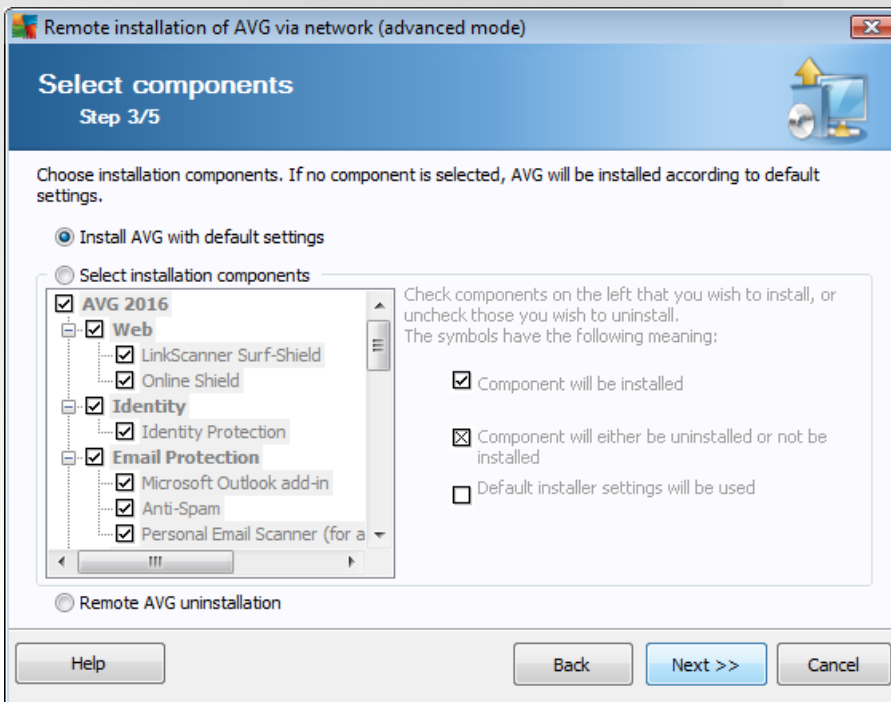 Remote installation of AVG via network (advanced mode)
Select components
Step 3/5
Choose installation components. If no component is selected, AVG will be installed according to default
settings.
Install AVG with default settings
Select installation components
AVG 2016
Web
LinkScanner Surf-Shield
Online Shield
Identity
Identity Protection
Email Protection
Microsoft Outlook add-in
Anti-Spam
Personal Email Scanner (for a
Check components on the left that you wish to install, or
uncheck those you wish to uninstall.
The symbols have the following meaning:
Component will be installed
Component will either be uninstalled or not be
installed
Default installer settings will be used
Remote AVG uninstallation
Help
Back
Next >>
Cancel